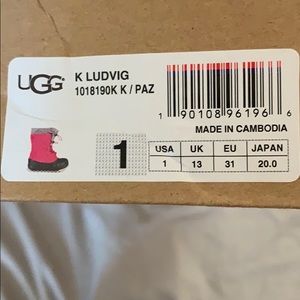 UGG
K LUDVIG
1018190K K / PAZ
1 90108 96196 6
MADE IN CAMBODIA
1
USA UK EU JAPAN
1 13 31 20.0